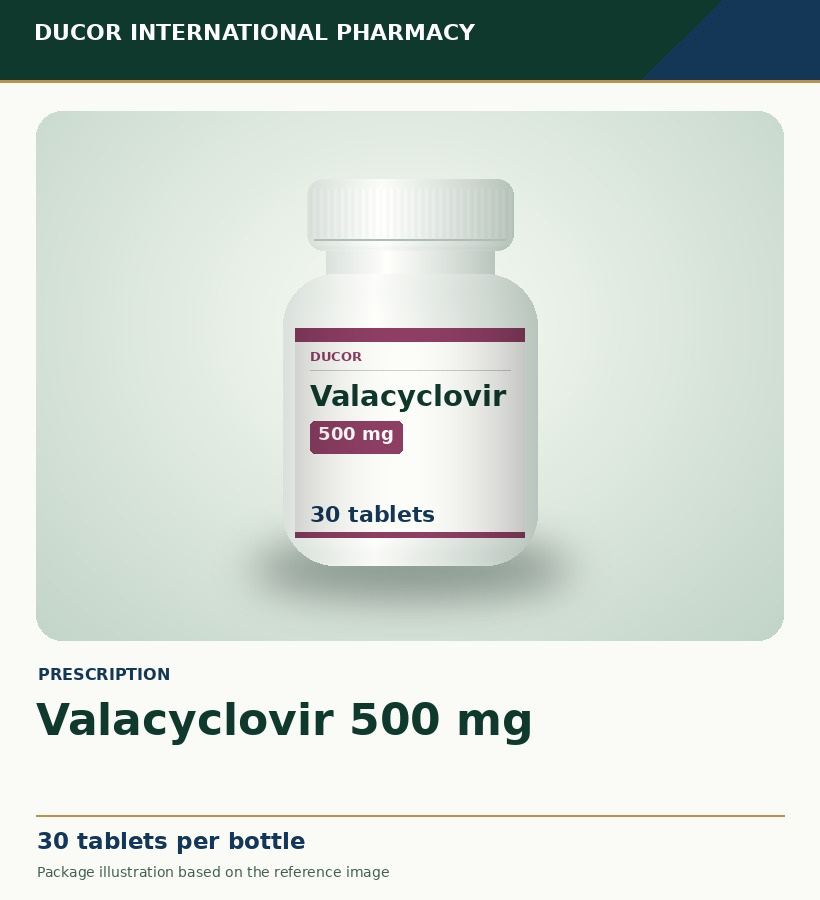 DUCOR INTERNATIONAL PHARMACY
DUCOR
Valacyclovir
500 mg
30 tablets
PRESCRIPTION
Valacyclovir 500 mg
30 tablets per bottle
Package illustration based on the reference image